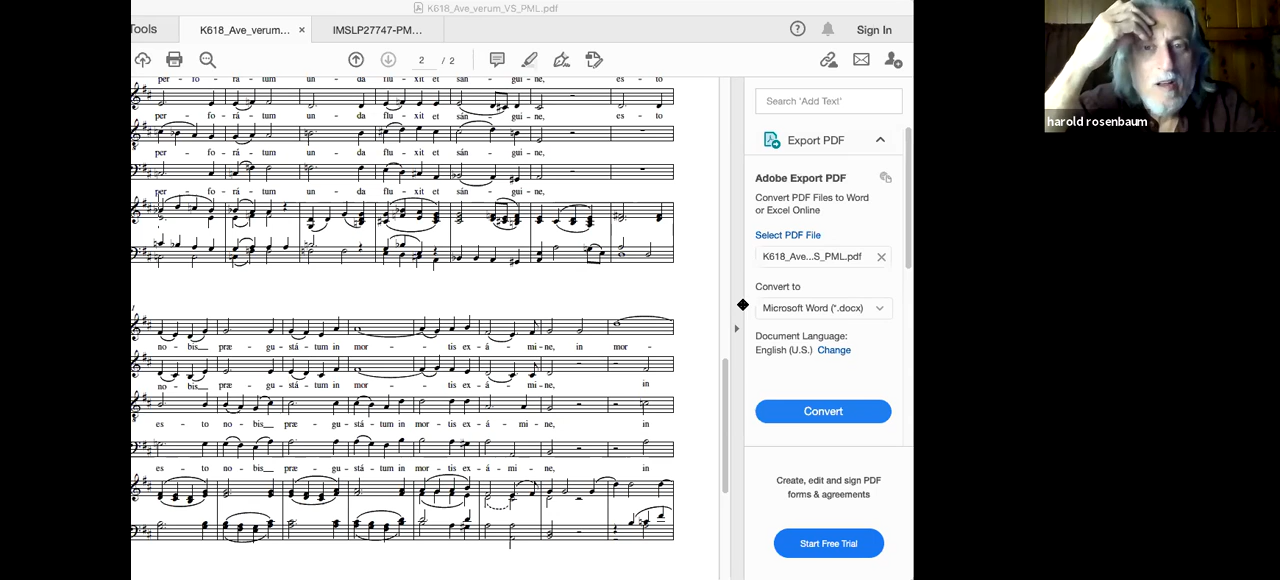 K618_Ave_verum_VS_PML.pdf
Tools
K618_Ave_verum... ×
IMSLP27747-PM...
Sign In
2 / 2
per - fo - rá - tum un - da flu - xit et sán - gui - ne, es - to
per - fo - rá - tum un - da flu - xit et sán - gui - ne, es - to
per - fo - rá - tum un - da flu - xit et sán - gui - ne,
per - fo - rá - tum un - da flu - xit et sán - gui - ne,
no - bis__ præ - gu - stá - tum in mor - tis ex - á - mi - ne, in mor -
no - bis__ præ - gu - stá - tum in mor - tis ex - á - mi - ne, in
es - to no - bis__ præ - gu - stá - tum in mor - tis ex - á - mi - ne, in
es - to no - bis__ præ - gu - stá - tum in mor - tis ex - á - mi - ne, in
Search 'Add Text'
Export PDF
Adobe Export PDF
Convert PDF Files to Word
or Excel Online
Select PDF File
K618_Ave...S_PML.pdf
Convert to
Microsoft Word (*.docx)
Document Language:
English (U.S.) Change
Convert
Create, edit and sign PDF
forms & agreements
Start Free Trial
harold rosenbaum